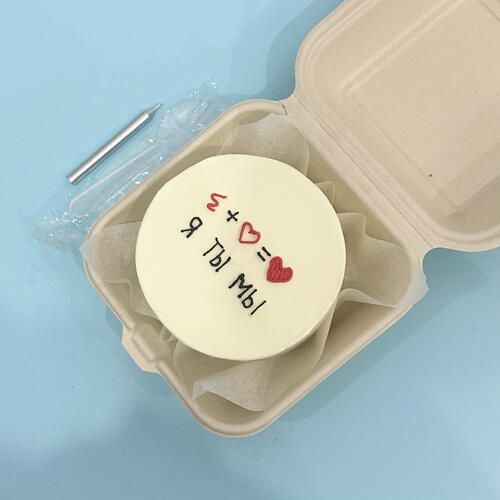 + =
Я ТЫ МЫ